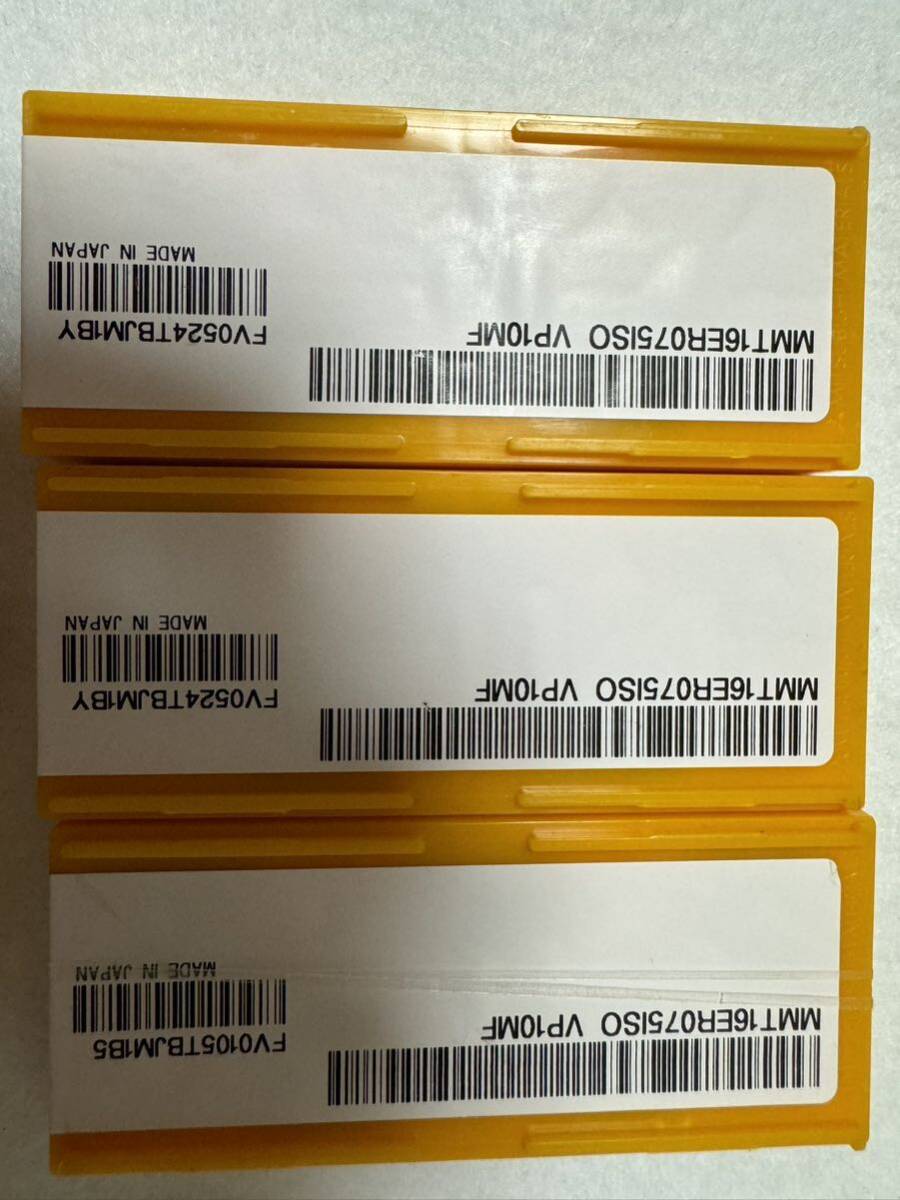 MADE IN JAPAN
FV0524TBJM1BY
MMT16ER075ISO VP10MF
MADE IN JAPAN
FV0524TBJM1BY
MMT16ER075ISO VP10MF
MADE IN JAPAN
FV0105TBJM1B5
MMT16ER075ISO VP10MF